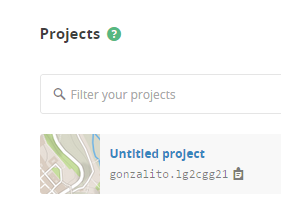 Projects ?
Filter your projects
Untitled project
gonzalito.lg2cgg21